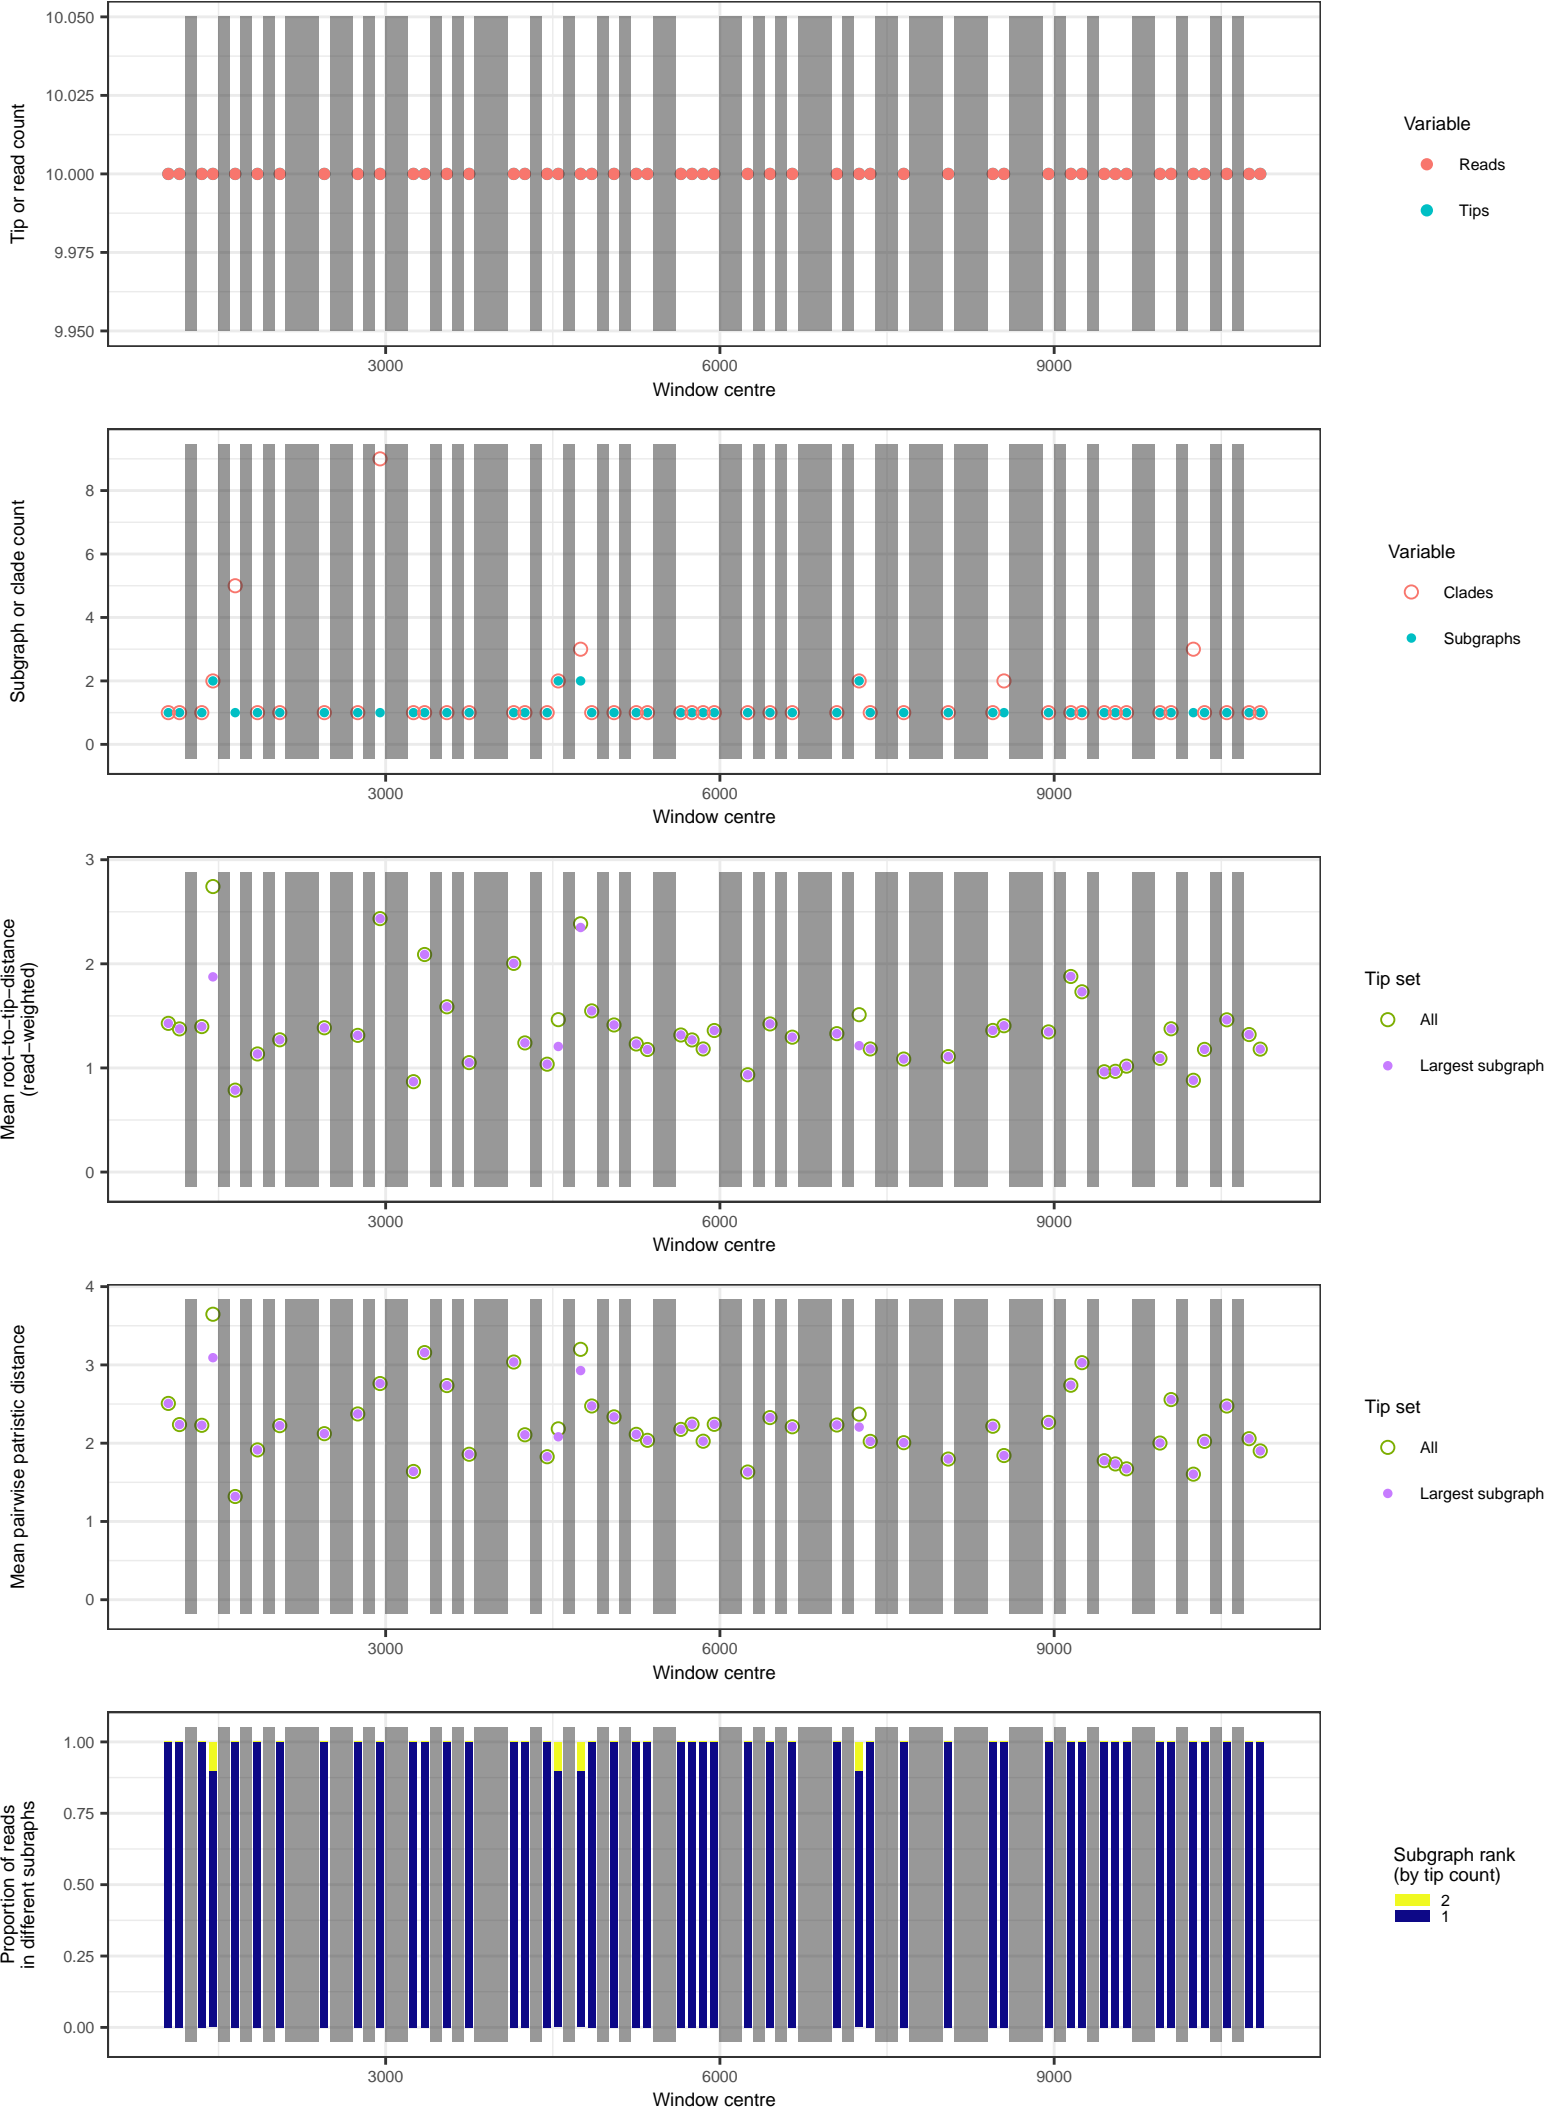 10.050
10.025
10.000
9.975
9.950
Tip or read count
3000
6000
9000
Window centre
Variable
Reads
Tips
8
6
4
2
0
Subgraph or clade count
3000
6000
9000
Window centre
Variable
Clades
Subgraphs
3
2
1
0
Mean root−to−tip−distance
(read−weighted)
3000
6000
9000
Window centre
Tip set
All
Largest subgraph
4
3
2
1
0
Mean pairwise patristic distance
3000
6000
9000
Window centre
Tip set
All
Largest subgraph
1.00
0.75
0.50
0.25
0.00
Proportion of reads
in different subraphs
3000
6000
9000
Window centre
Subgraph rank
(by tip count)
2
1